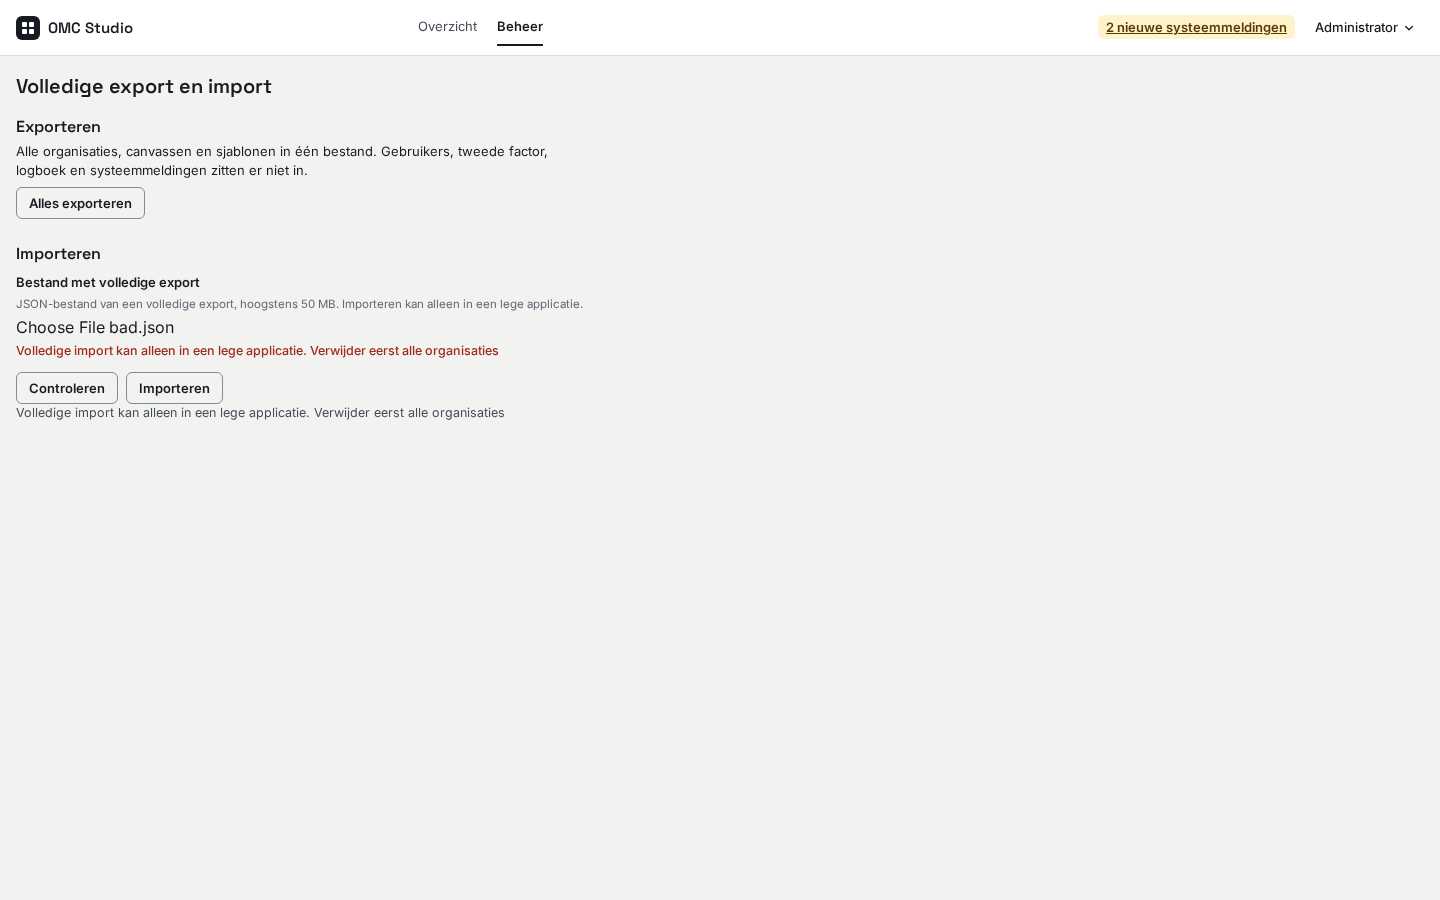 OMC Studio
Overzicht
Beheer
2 nieuwe systeemmeldingen
Administrator
Volledige export en import
Exporteren
Alle organisaties, canvassen en sjablonen in één bestand. Gebruikers, tweede factor,
logboek en systeemmeldingen zitten er niet in.
Alles exporteren
Importeren
Bestand met volledige export
JSON-bestand van een volledige export, hoogstens 50 MB. Importeren kan alleen in een lege applicatie.
Choose File bad.json
Volledige import kan alleen in een lege applicatie. Verwijder eerst alle organisaties
Controleren
Importeren
Volledige import kan alleen in een lege applicatie. Verwijder eerst alle organisaties